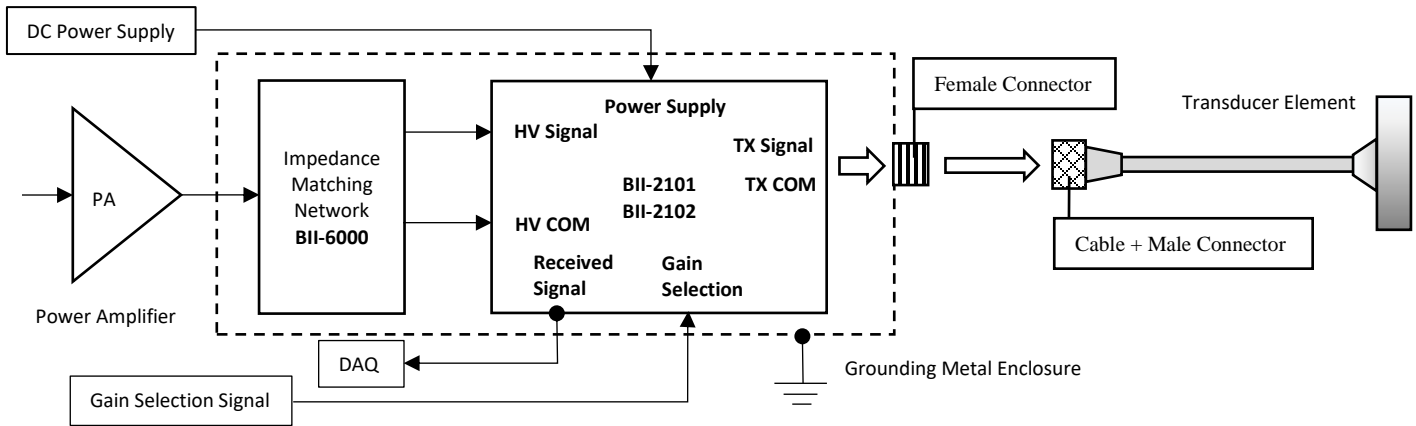 DC Power Supply
PA
Power Amplifier
Impedance
Matching
Network
BII-6000
Power Supply
HV Signal
TX Signal
BII-2101
TX COM
BII-2102
HV COM
Received
Signal
Gain
Selection
DAQ
Gain Selection Signal
Grounding Metal Enclosure
Female Connector
Transducer Element
Cable + Male Connector